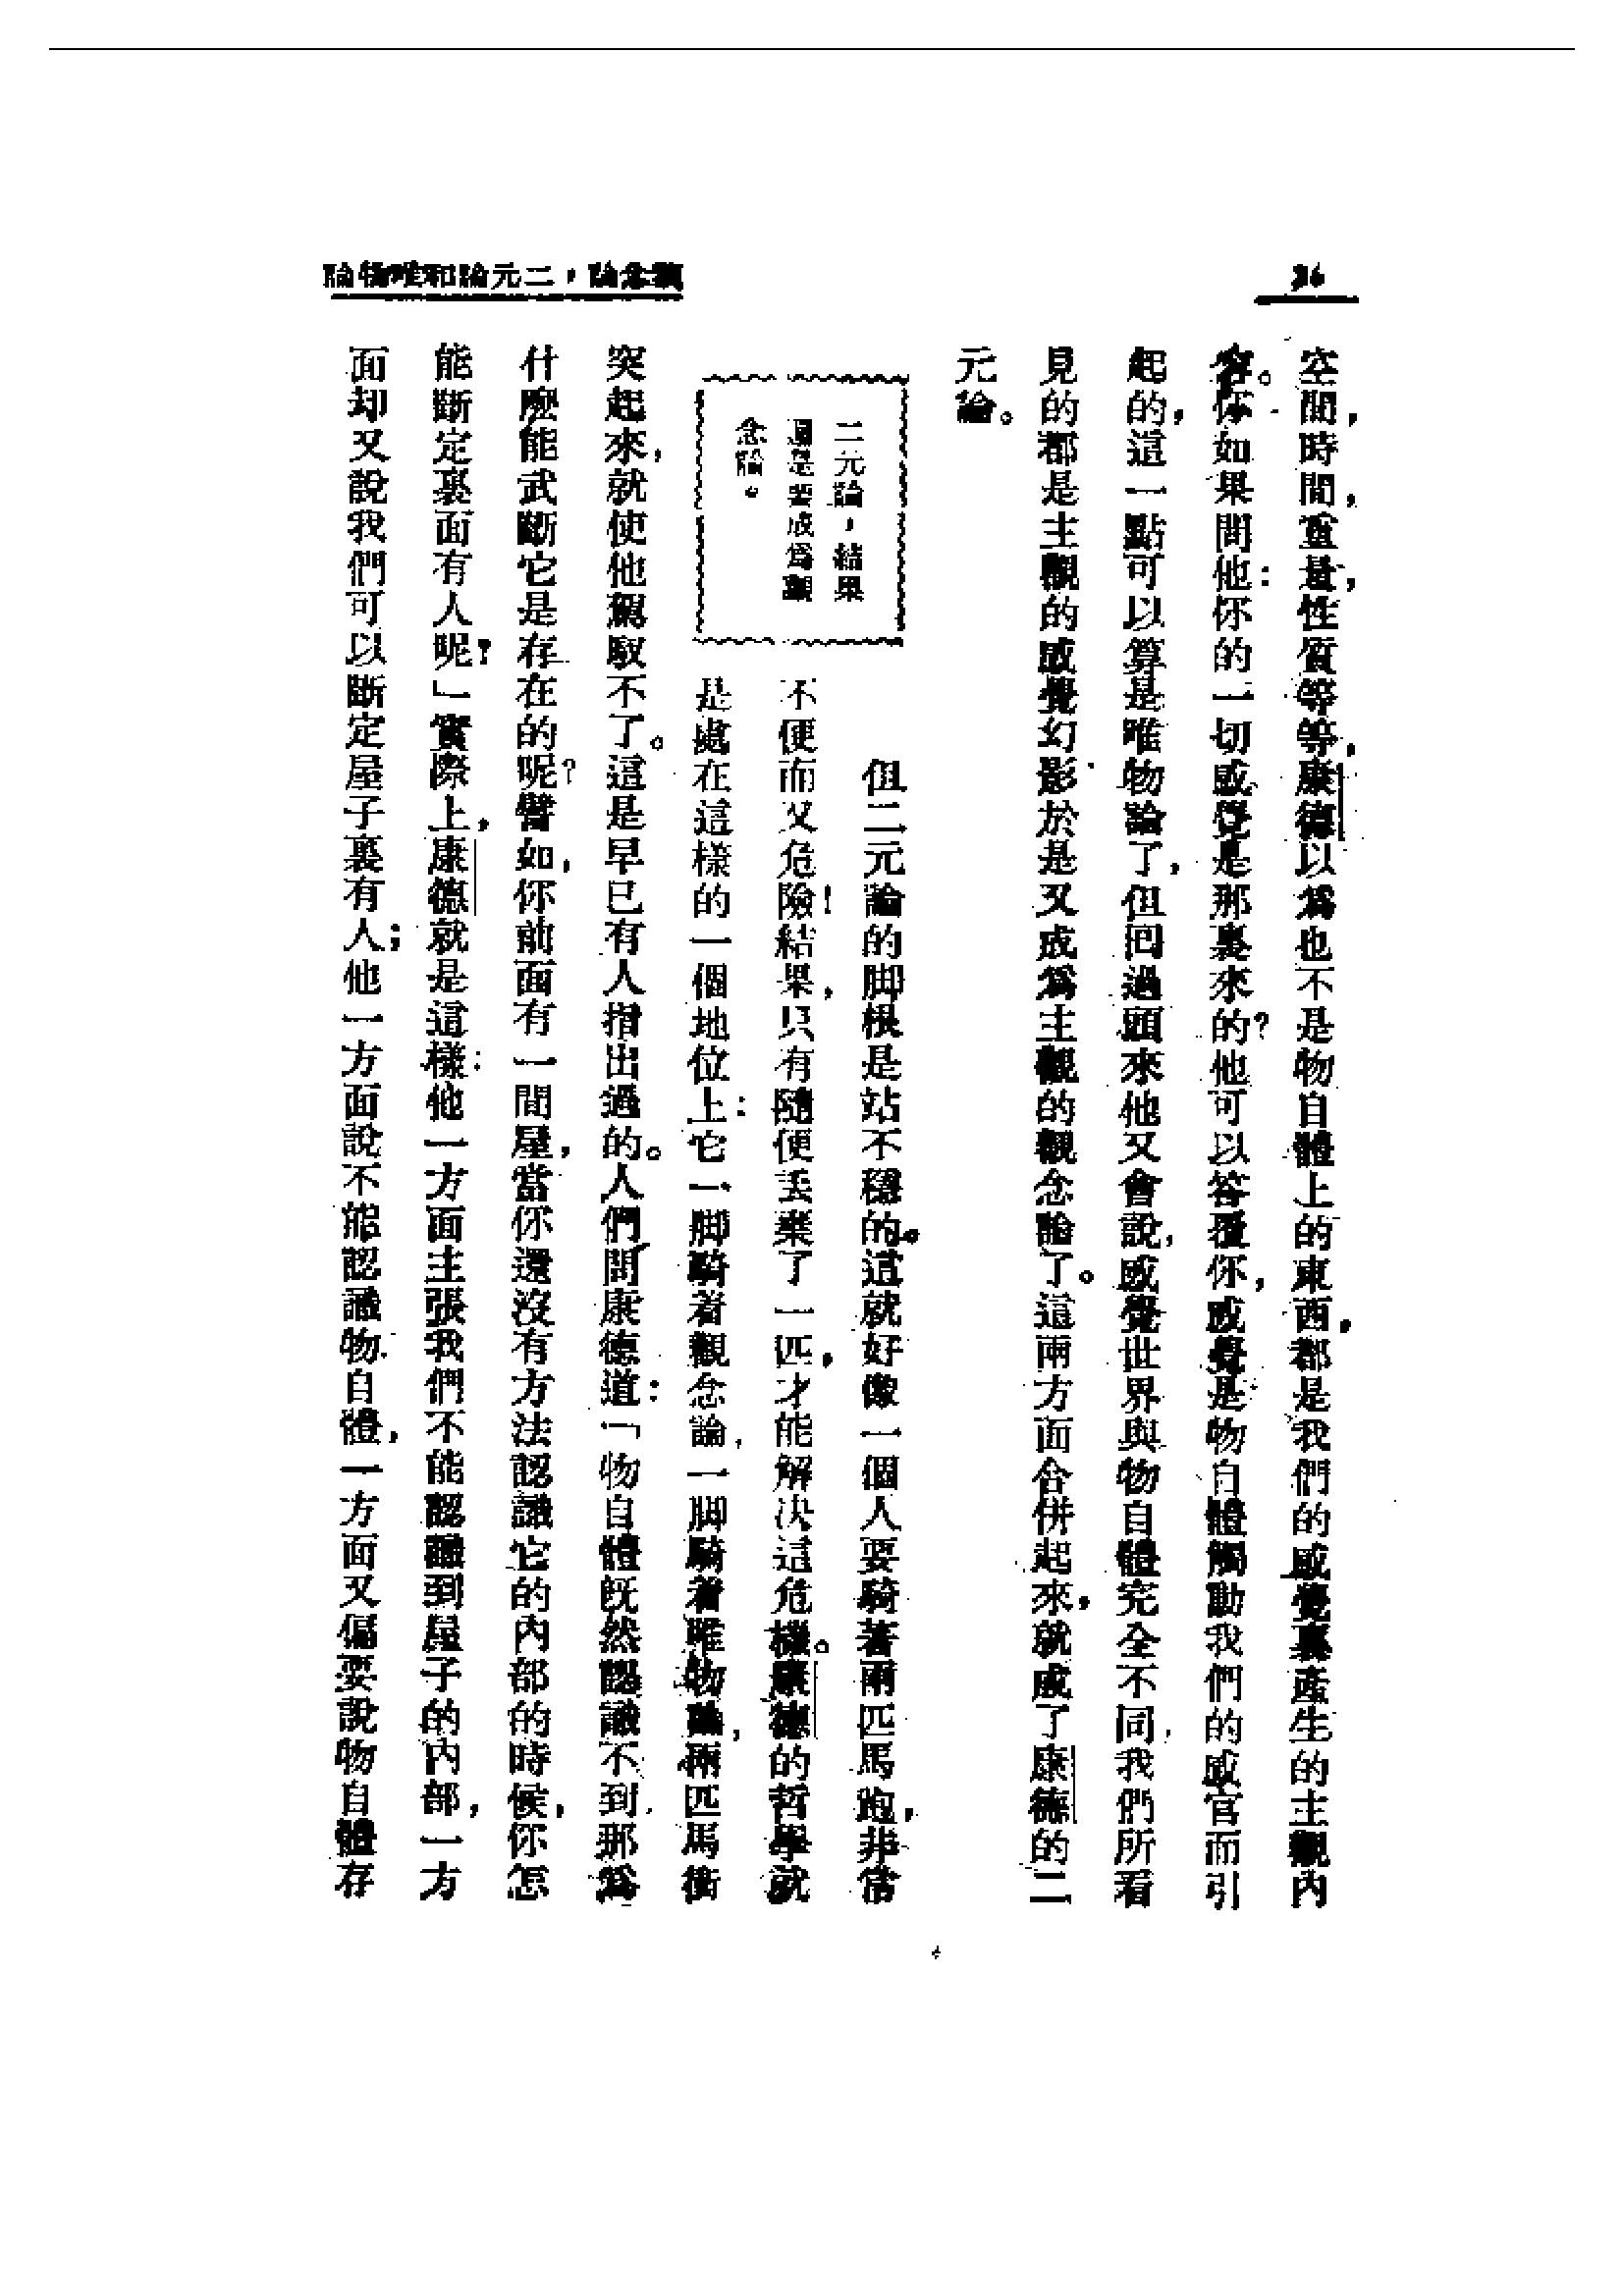 論物唯和論元二，論念觀
36
空間，時間，重量，性質等等，康德以爲也不是物自體上的東西，都是我們的感覺裏產生的主觀內
容。你如果問他：你的一切感覺是那裏來的？他可以答覆你，感覺是物自體觸動我們的感官而引
起的，這一點可以算是唯物論了，但回過頭來他又會說，感覺世界與物自體完全不同，我們所看
見的都是主觀的感覺幻影，於是又成爲主觀的觀念論了。這兩方面合併起來，就成了康德的二
元論。
二元論，結果
還是要成爲觀
念論。
但二元論的脚根是站不穩的。這就好像一個人要騎著兩匹馬跑，非常
不便而又危險！結果，只有隨便丟棄了一匹，才能解決這危機。康德的哲學，就
是處在這樣的一個地位上：它一脚騎着觀念論，一脚騎着唯物論，兩匹馬衝
突起來，就使他駕馭不了。這是早已有人指出過的。人們問康德道：「物自體既然認識不到，那爲
什麼能武斷它是存在的呢？譬如，你前面有一間屋，當你還沒有方法認識它的內部的時候，你怎
能斷定裏面有人呢？」實際上，康德就是這樣：他一方面主張我們不能認識到屋子的內部，一方
面却又說我們可以斷定屋子裏有人；他一方面說不能認識物自體，一方面又偏要說物自體存